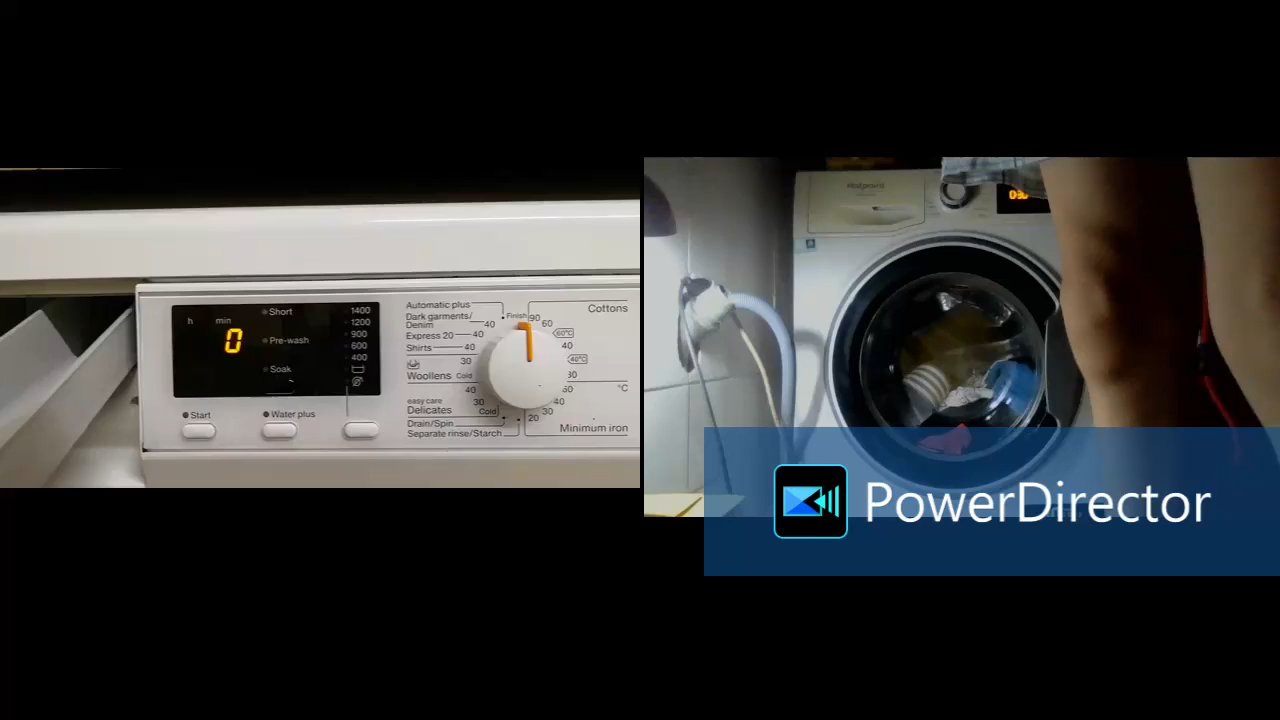 h min
0
Short
Pre-wash
Soak
1400
1200
900
600
400
Start
Water plus
Automatic plus
Dark garments/
Denim
40
Express 20
40
Shirts
40
30
Woollens Cold
40
easy care
30
Delicates
Cold
Drain/Spin
Separate rinse/Starch
Finish
90
60
60°C
40
40°C
30
°C
60
40
30
20
Cottons
Minimum iron
Hotpoint
PowerDirector